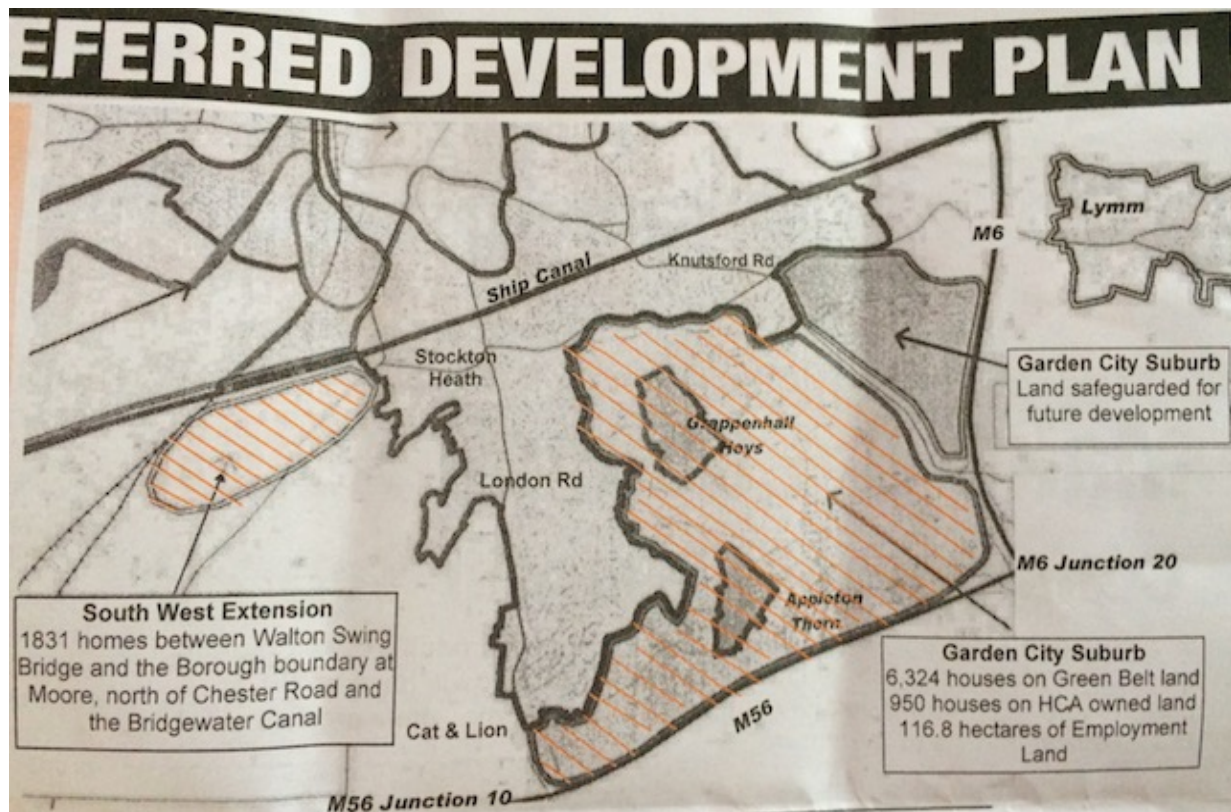 EFERRED DEVELOPMENT PLAN
Lymm
M6
Knutsford Rd
Ship Canal
Stockton
Heath
Garden City Suburb
Land safeguarded for
future development
Grappenhall
Heys
London Rd
M6 Junction 20
Appleton
Thorn
South West Extension
1831 homes between Walton Swing
Bridge and the Borough boundary at
Moore, north of Chester Road and
the Bridgewater Canal
Garden City Suburb
6,324 houses on Green Belt land
950 houses on HCA owned land
116.8 hectares of Employment
Land
Cat & Lion
M56
M56 Junction 10